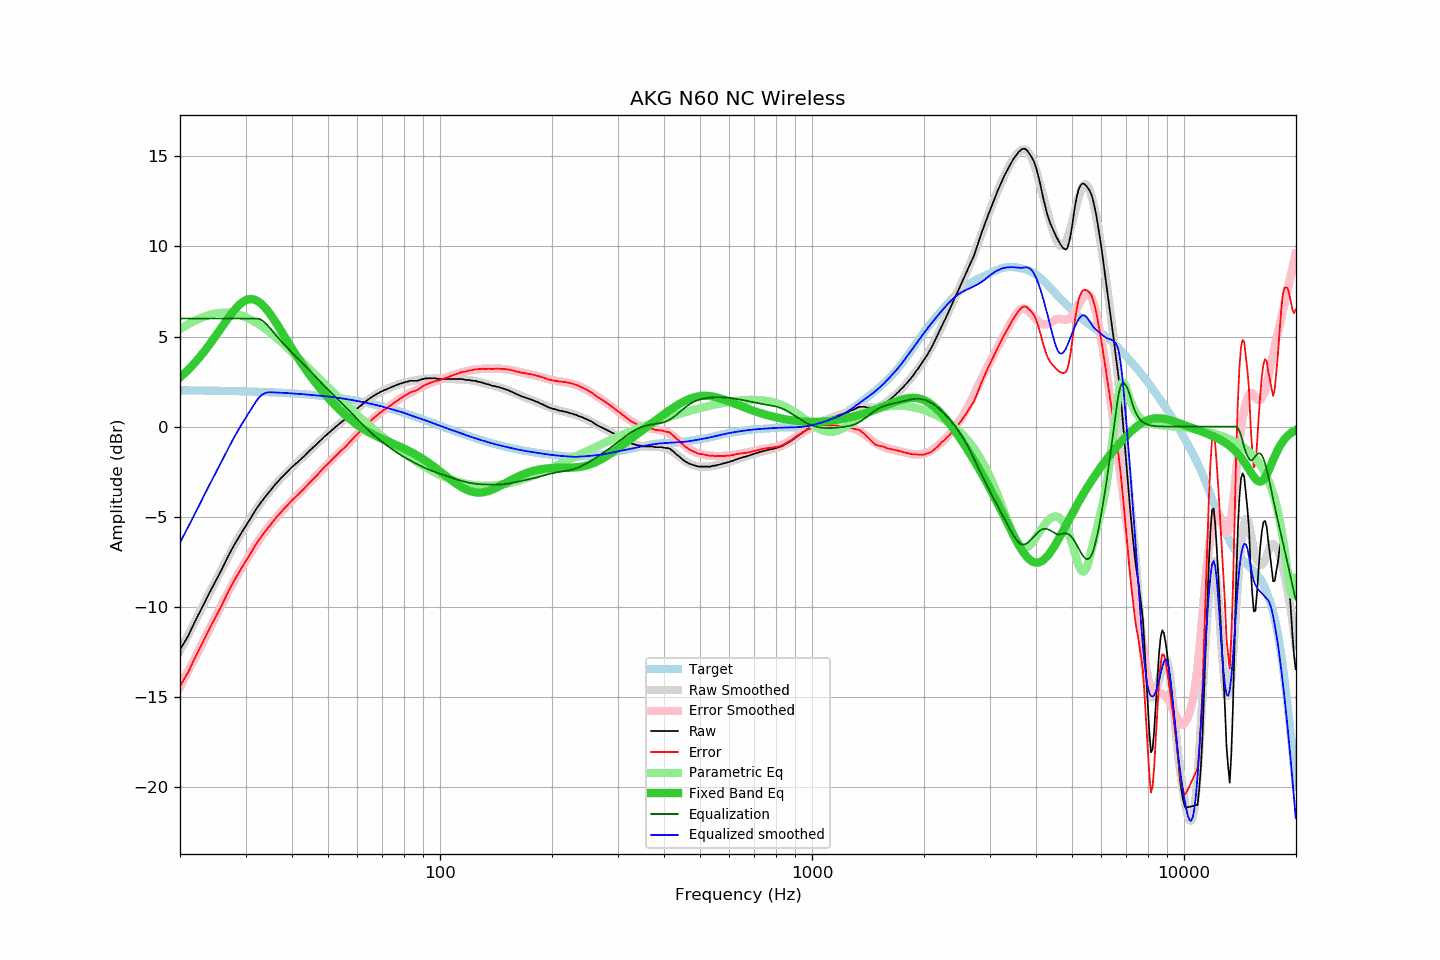 AKG N60 NC Wireless
Amplitude (dBr)
15
10
5
0
−5
−10
−15
−20
Target
Raw Smoothed
Error Smoothed
Raw
Error
Parametric Eq
Fixed Band Eq
Equalization
Equalized smoothed
100
1000
10000
Frequency (Hz)